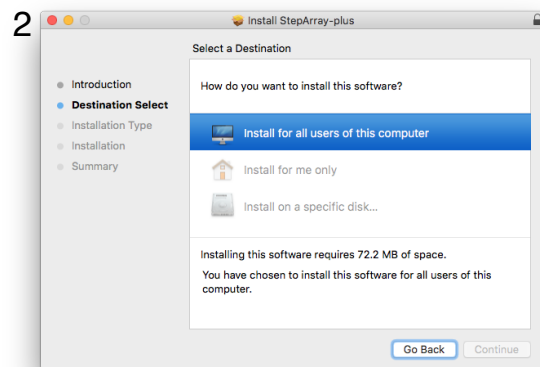 2
Install StepArray-plus
Select a Destination
Introduction
Destination Select
Installation Type
Installation
Summary
How do you want to install this software?
Install for all users of this computer
Install for me only
Install on a specific disk...
Installing this software requires 72.2 MB of space.
You have chosen to install this software for all users of this
computer.
Go Back
Continue